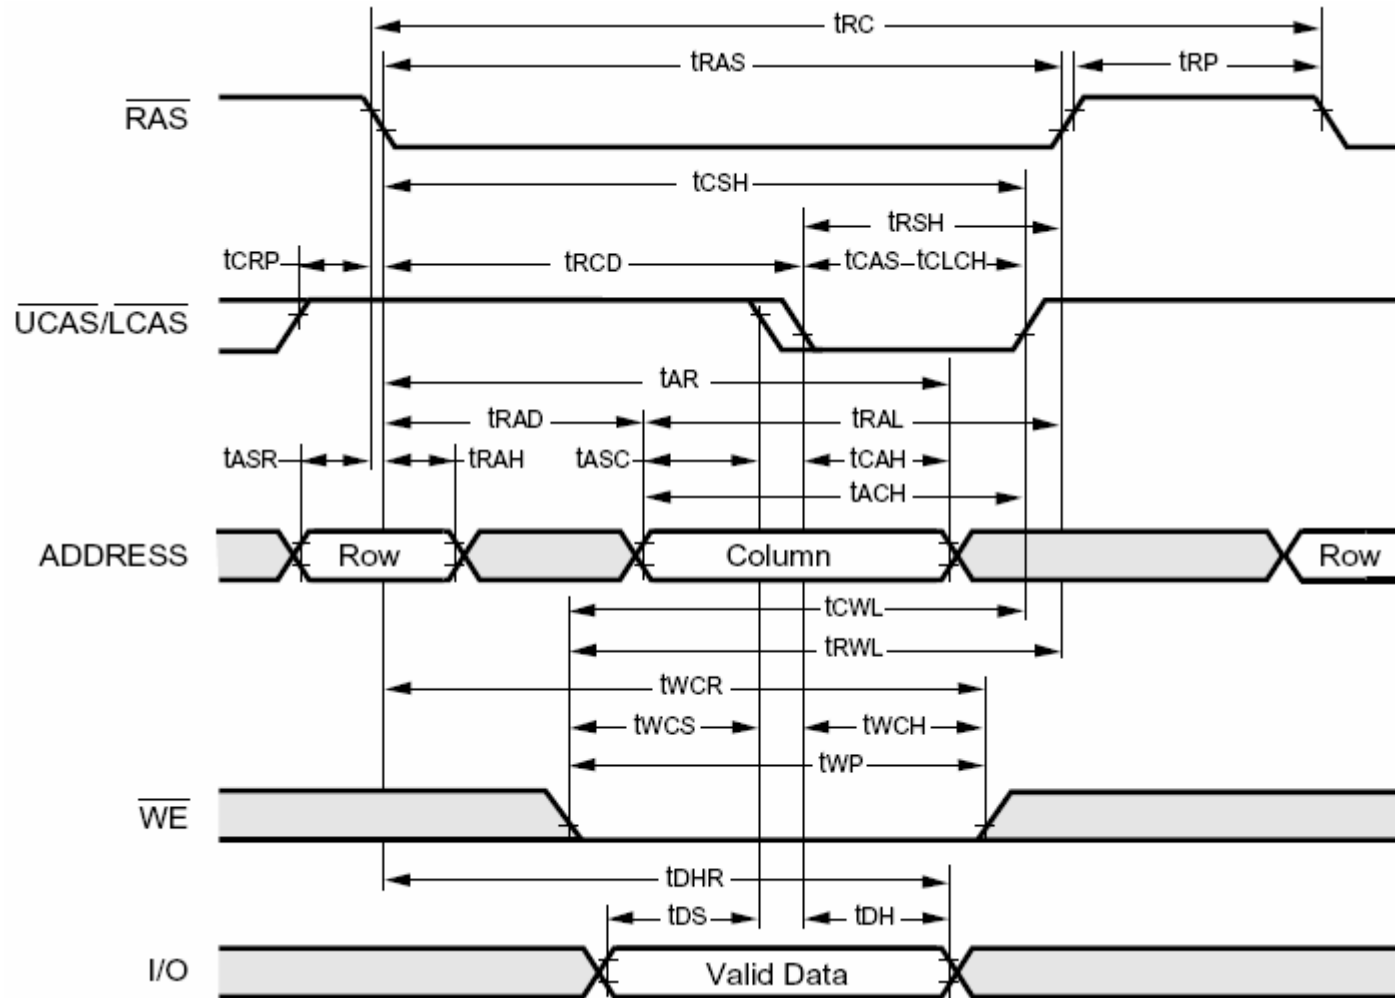 tRC
tRAS
tRP
RAS
tCSH
tRSH
tCRP
tRCD
tCAS
tCLCH
UCAS/LCAS
tAR
tRAD
tRAL
tASR
tRAH
tASC
tCAH
tACH
ADDRESS
Row
Column
Row
tCWL
tRWL
tWCR
tWCS
tWCH
tWP
WE
tDHR
tDS
tDH
I/O
Valid Data